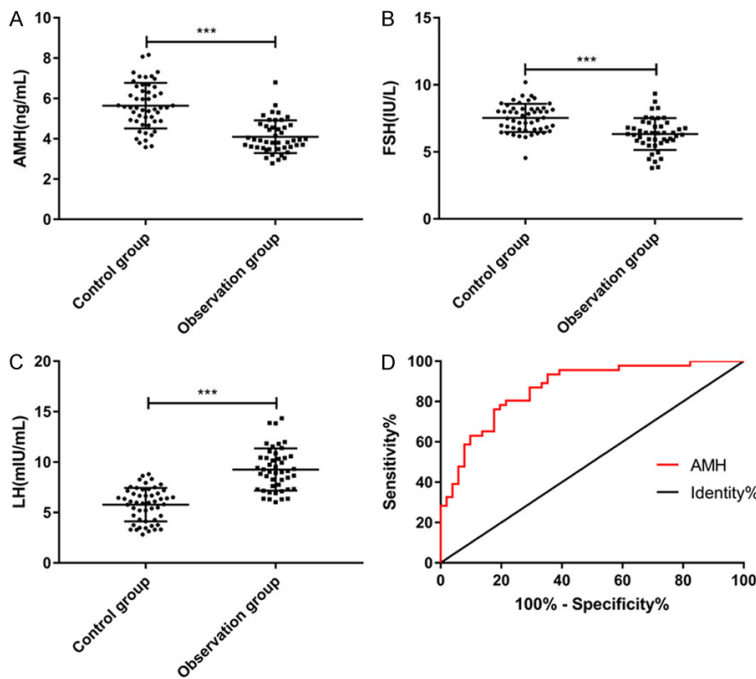 A
AMH(ng/mL)
10
8
6
4
2
0
***
Control group
Observation group
B
FSH(IU/L)
15
10
5
0
***
Control group
Observation group
C
LH(mIU/mL)
20
15
10
5
0
***
Control group
Observation group
D
Sensitivity%
100
80
60
40
20
0
AMH
Identity%
0
20
40
60
80
100
100% - Specificity%